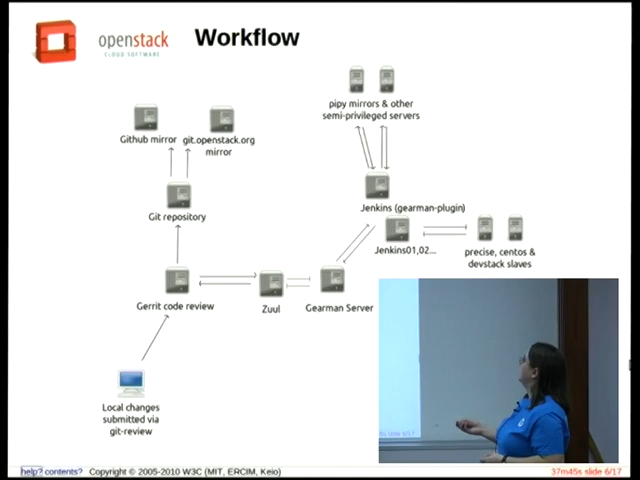 openstack
CLOUD SOFTWARE
Workflow
pipy mirrors & other
semi-privileged servers
Github mirror
git.openstack.org
mirror
Jenkins (gearman-plugin)
Git repository
Jenkins01,02...
precise, centos &
devstack slaves
Gerrit code review
Zuul
Gearman Server
Local changes
submitted via
git-review
help? contents? Copyright © 2005-2010 W3C (MIT, ERCIM, Keio)
37m45s slide 6/17